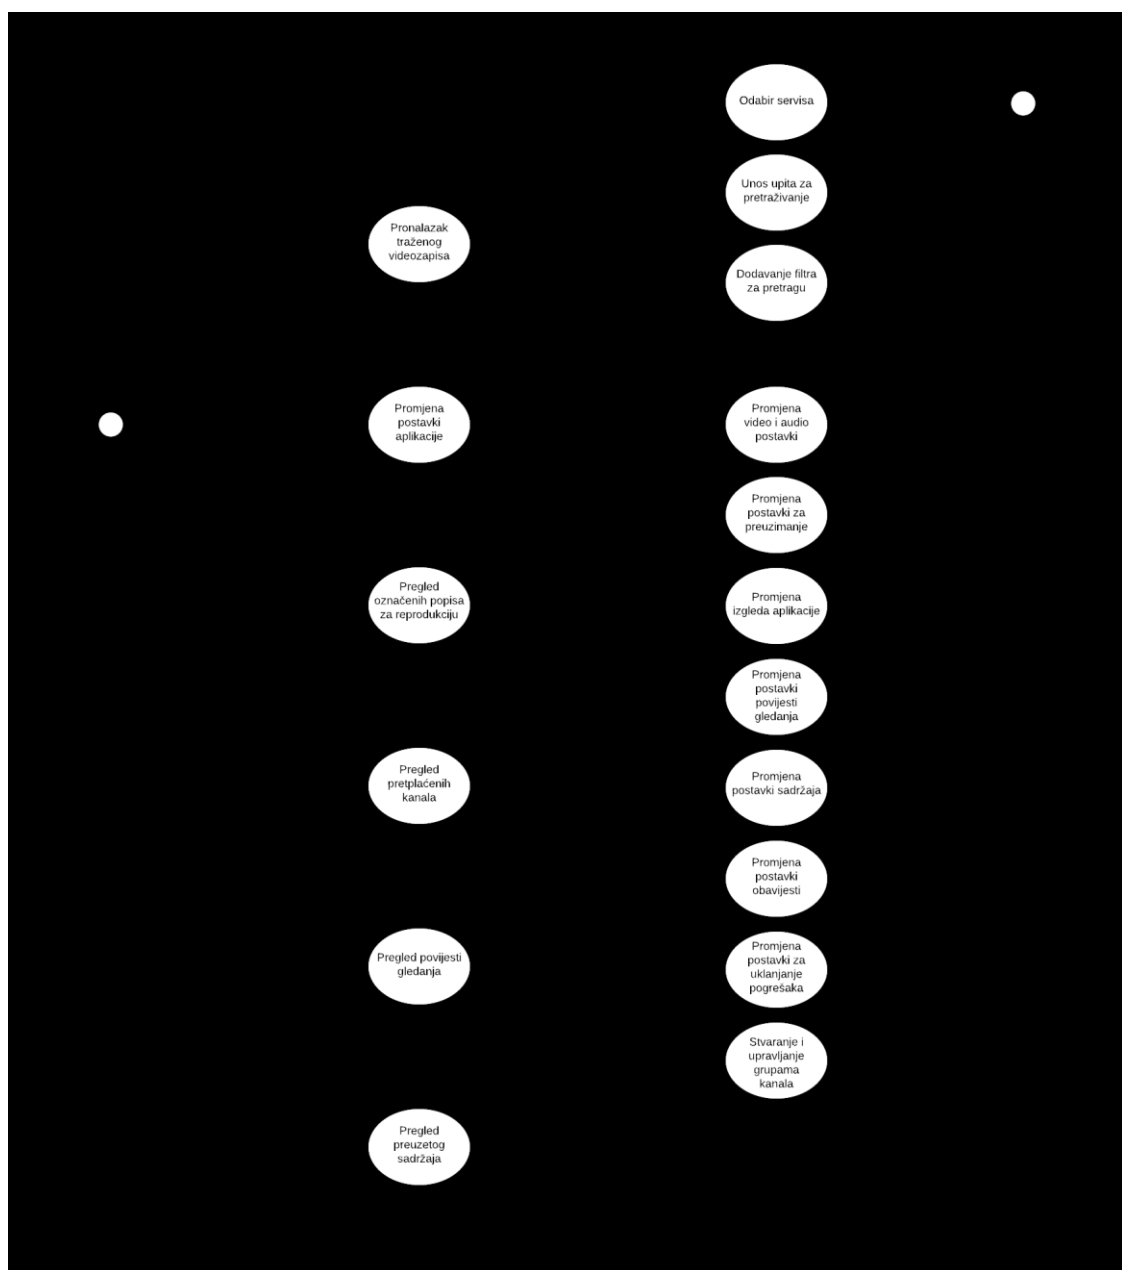 Odabir servisa
Unos upita za
pretraživanje
Pronalazak
traženog
videozapisa
Dodavanje filtra
za pretragu
Promjena
postavki
aplikacije
Promjena
video i audio
postavki
Promjena
postavki za
preuzimanje
Pregled
označenih popisa
za reprodukciju
Promjena
izgleda aplikacije
Promjena
postavki
povijesti
gledanja
Pregled
pretplaćenih
kanala
Promjena
postavki sadržaja
Promjena
postavki
obavijesti
Pregled povijesti
gledanja
Promjena
postavki za
uklanjanje
pogrešaka
Stvaranje i
upravljanje
grupama
kanala
Pregled
preuzetog
sadržaja